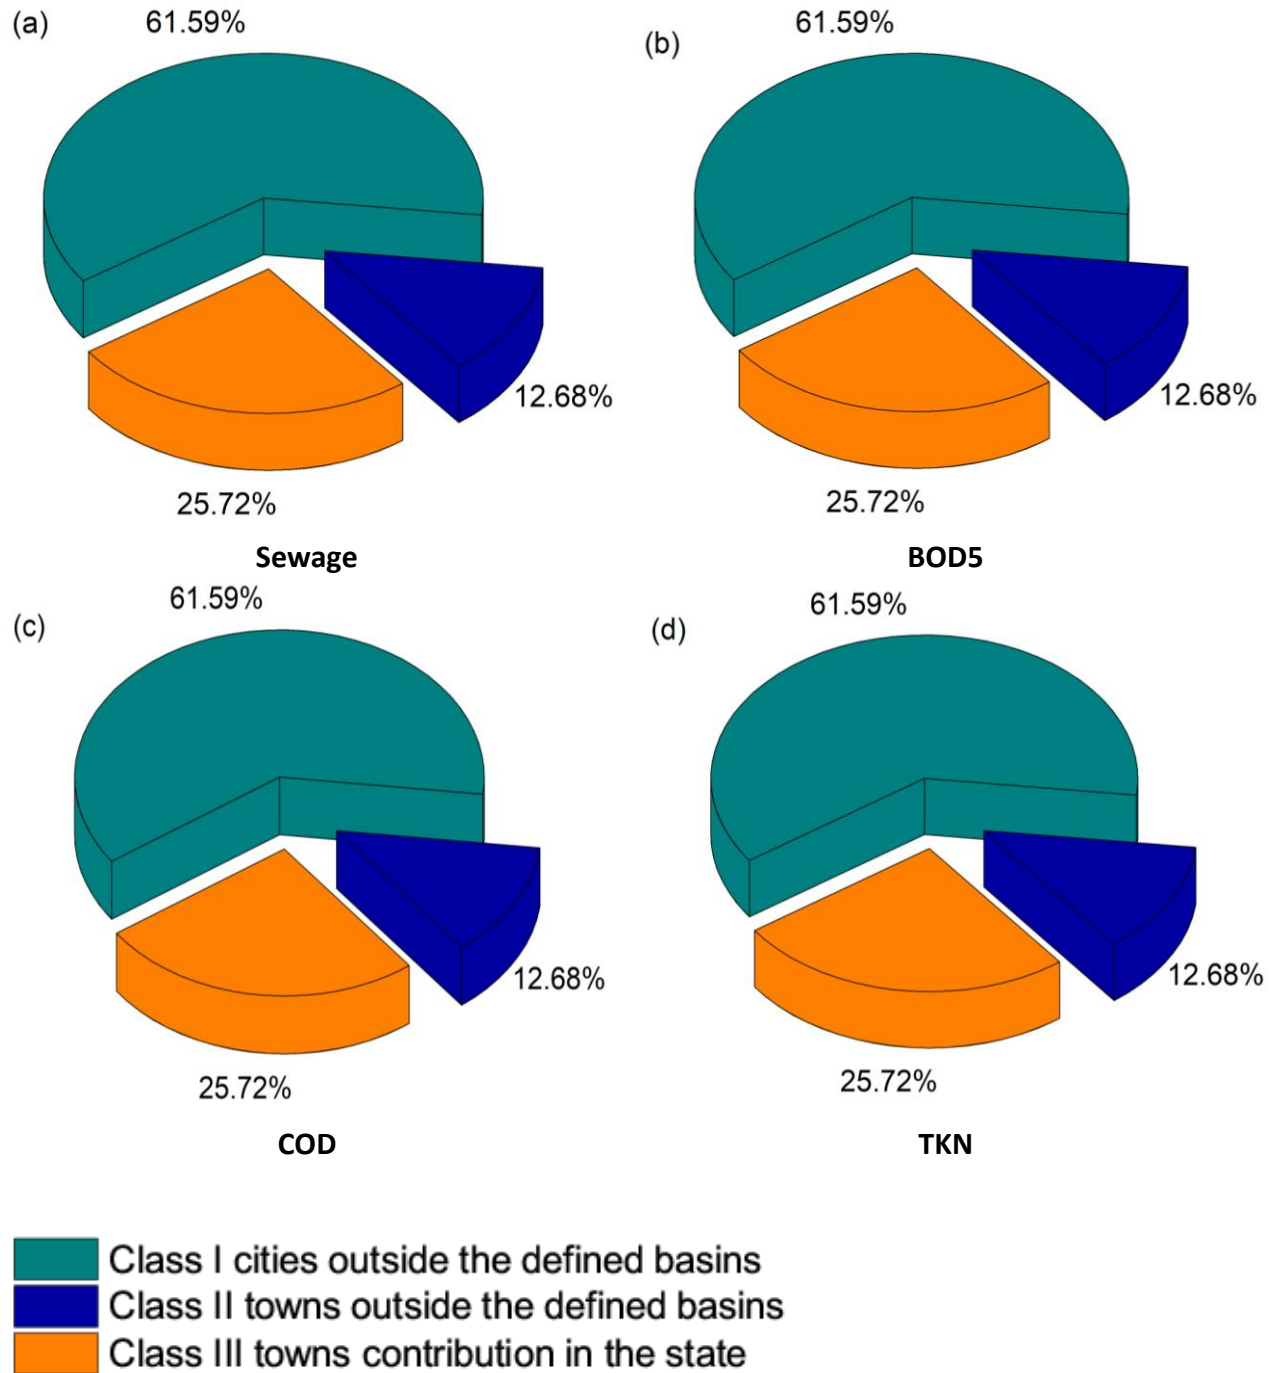 (a)
61.59%
12.68%
25.72%
Sewage
(b)
61.59%
12.68%
25.72%
BOD5
(c)
61.59%
12.68%
25.72%
COD
(d)
61.59%
12.68%
25.72%
TKN
Class I cities outside the defined basins
Class II towns outside the defined basins
Class III towns contribution in the state